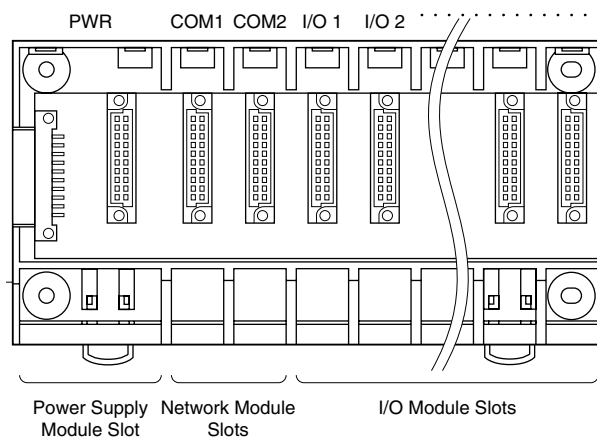 PWR COM1 COM2 I/O 1 I/O 2 . . . . . . . . . . . . . . .
Power Supply
Module Slot
Network Module
Slots
I/O Module Slots